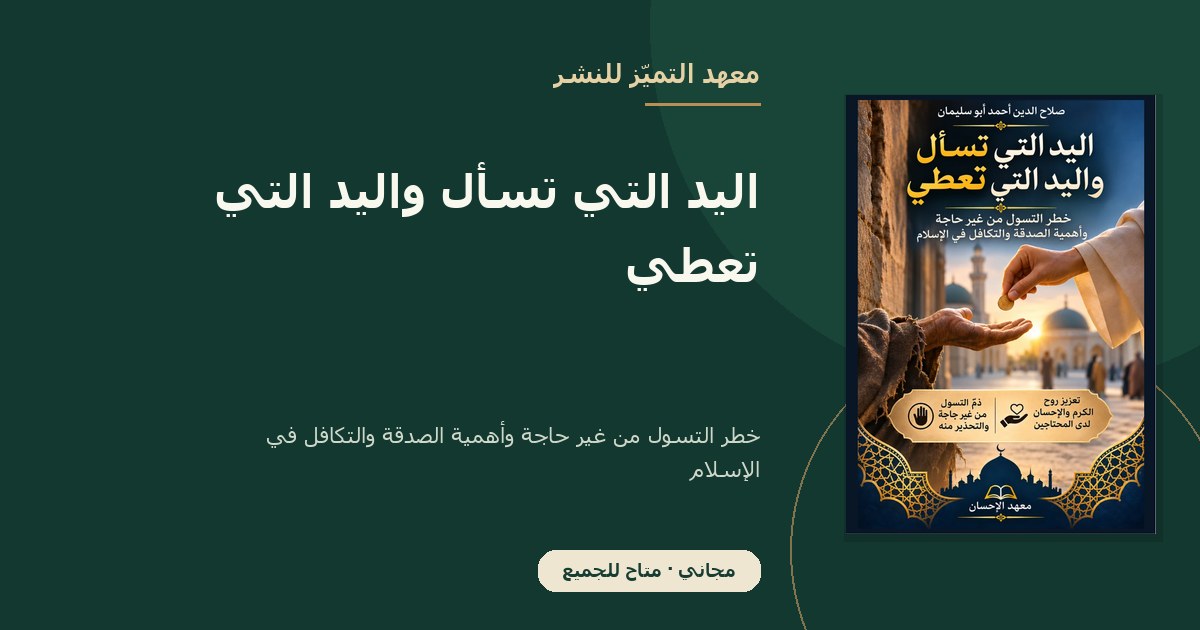 معهد التميّز للنشر
اليد التي تسأل واليد التي
تعطي
خطر التسول من غير حاجة وأهمية الصدقة والتكافل في
الإسلام
مجاني · متاح للجميع
صلاح الدين أحمد أبو سليمان
اليد التي تسأل
واليد التي تعطي
خطر التسول من غير حاجة
وأهمية الصدقة والتكافل في الإسلام
تعزيز روح
الكرم والإحسان
لدى المحتاجين
ذمّ التسول
من غير حاجة
والتحذير منه
معهد الإحسان